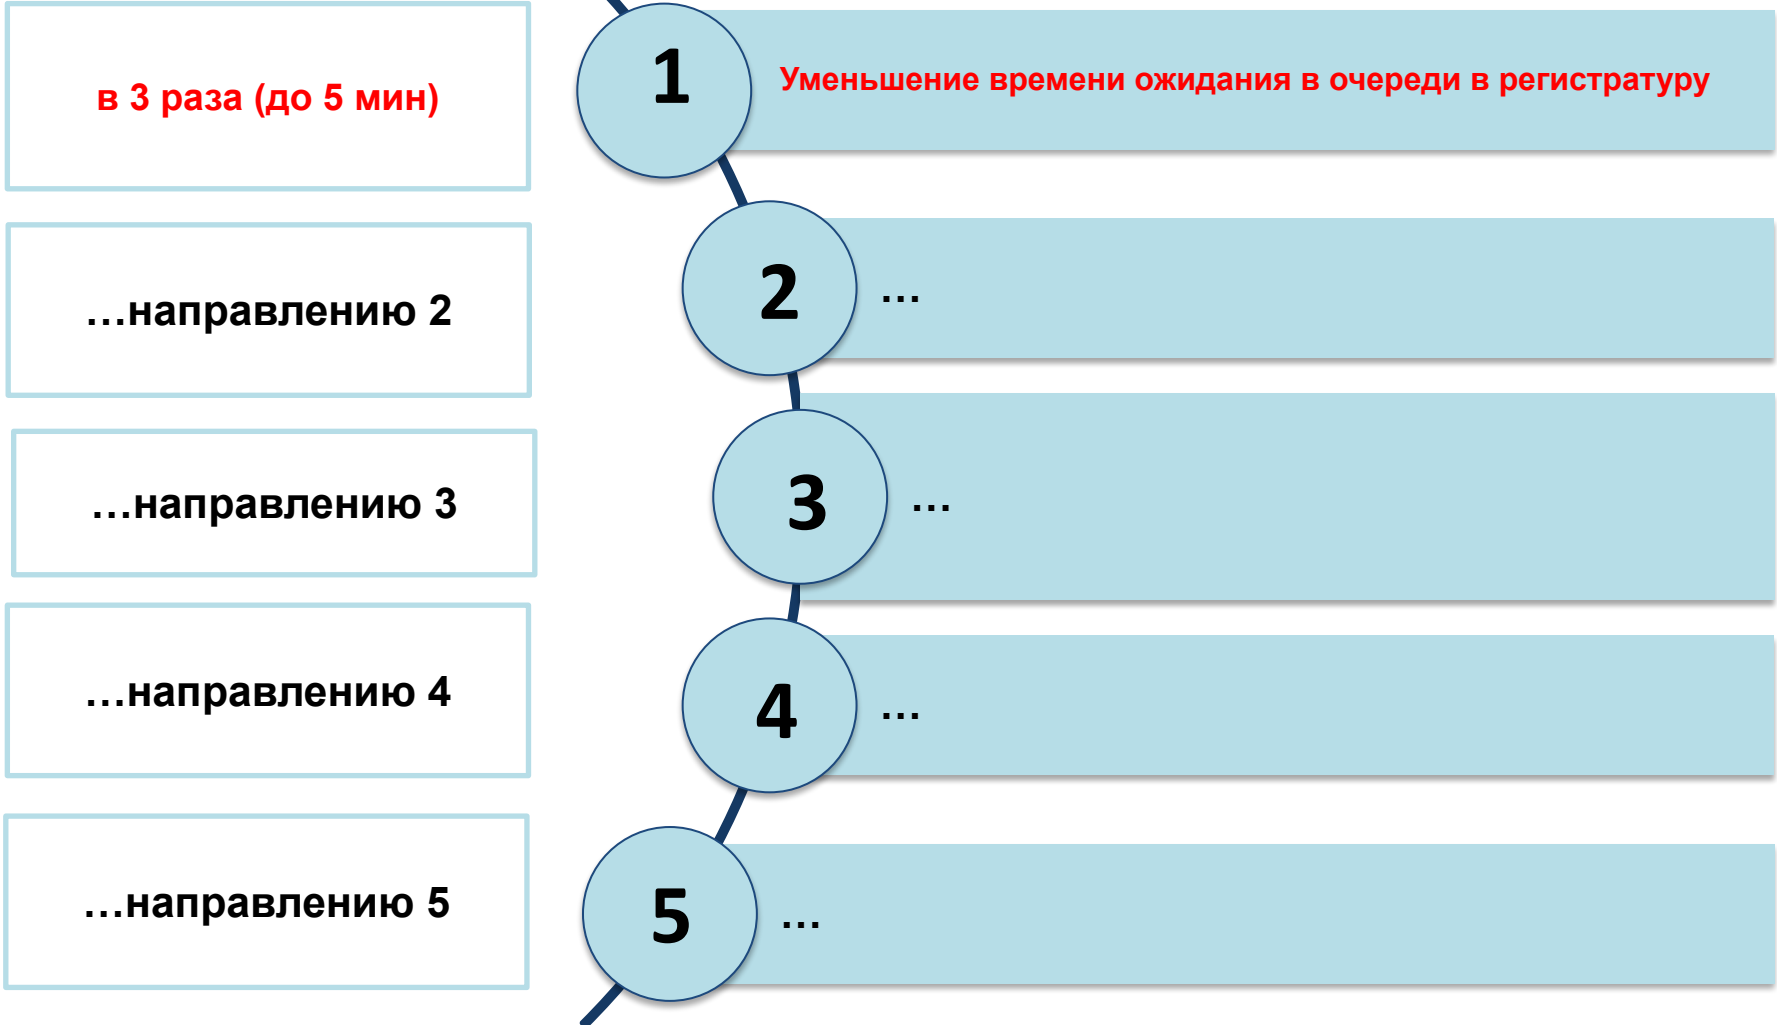 в 3 раза (до 5 мин)
1
Уменьшение времени ожидания в очереди в регистратуру
…направлению 2
2
…
…направлению 3
3
…
…направлению 4
4
…
…направлению 5
5
…